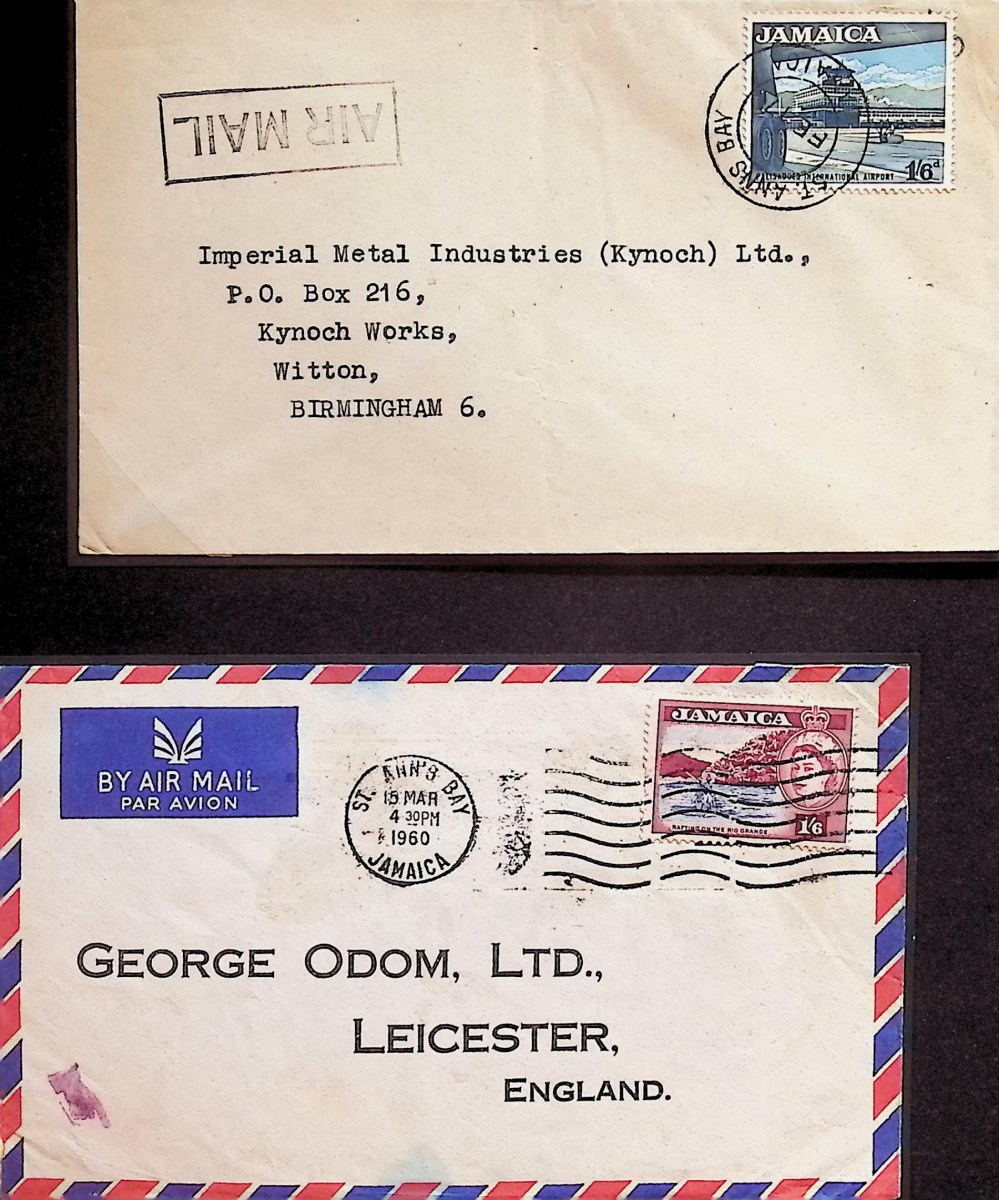 JAMAICA
AIR MAIL
ST. ANN'S BAY
PALISADOES INTERNATIONAL AIRPORT 1/6d
Imperial Metal Industries (Kynoch) Ltd.,
P.O. Box 216,
Kynoch Works,
Witton,
BIRMINGHAM 6.
BY AIR MAIL
PAR AVION
ST. ANN'S BAY
15 MAR
4 30PM
1960
JAMAICA
JAMAICA
RAFTING ON THE RIO GRANDE 1/6
GEORGE ODOM, LTD.,
LEICESTER,
ENGLAND.